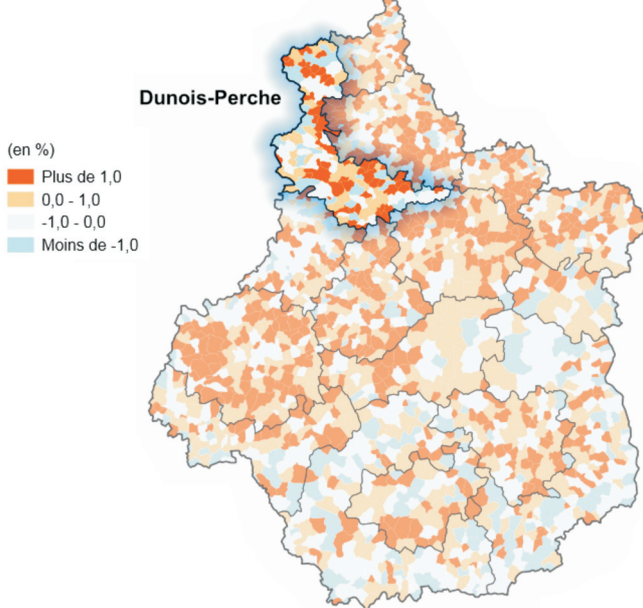 Dunois-Perche
(en %)
Plus de 1,0
0,0 - 1,0
-1,0 - 0,0
Moins de -1,0